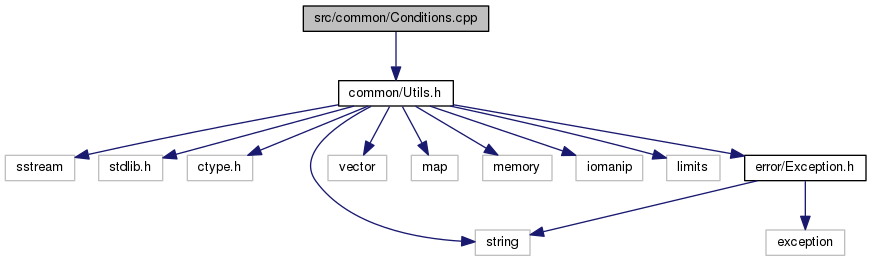 src/common/Conditions.cpp
common/Utils.h
sstream
stdlib.h
ctype.h
vector
map
memory
iomanip
limits
error/Exception.h
string
exception